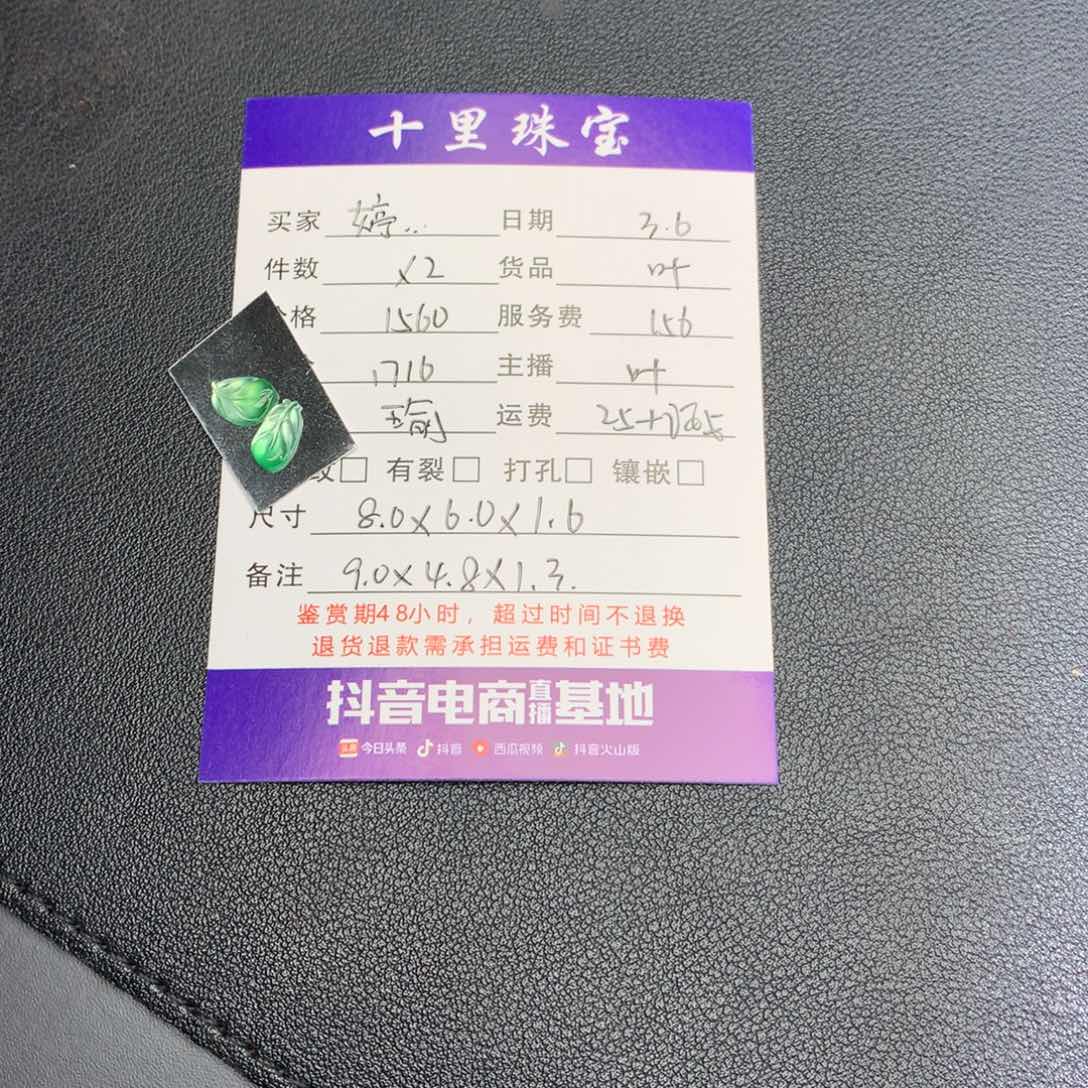 十里珠宝
买家 婷... 日期 3.6
件数 x2 货品 叶
格 1560 服务费 156
1716 主播 叶
瑜 运费 25+
纹□ 有裂□ 打孔□ 镶嵌□
尺寸 8.0x6.0x1.6
备注 9.0x4.8x1.3.
鉴赏期48小时，超过时间不退换
退货退款需承担运费和证书费
抖音电商直播基地
头条 今日头条 抖音 西瓜视频 抖音火山版